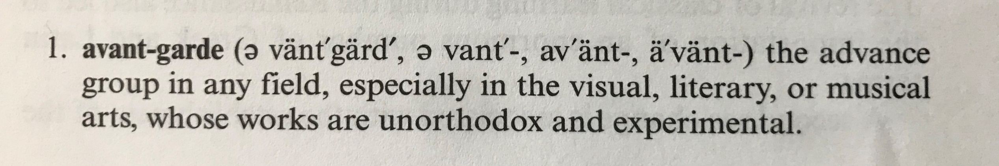 1. avant-garde (ə vänt′gärd′, ə vant′-, av′änt-, ä′vänt-) the advance
group in any field, especially in the visual, literary, or musical
arts, whose works are unorthodox and experimental.